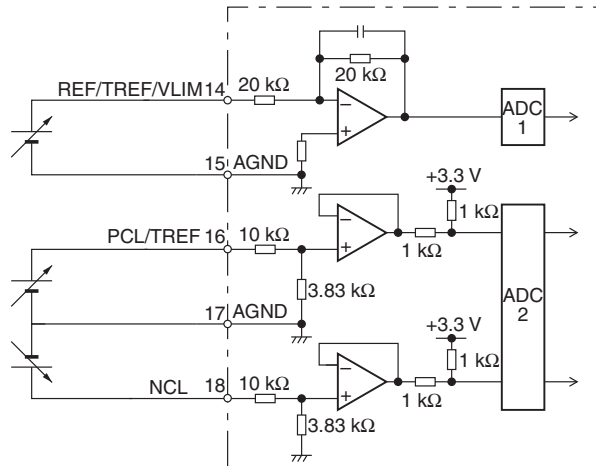 REF/TREF/VLIM14
20 kΩ
20 kΩ
−
+
ADC
1
15 AGND
+3.3 V
PCL/TREF 16
10 kΩ
−
+
1 kΩ
1 kΩ
3.83 kΩ
17 AGND
ADC
2
+3.3 V
NCL 18
10 kΩ
−
+
1 kΩ
1 kΩ
3.83 kΩ